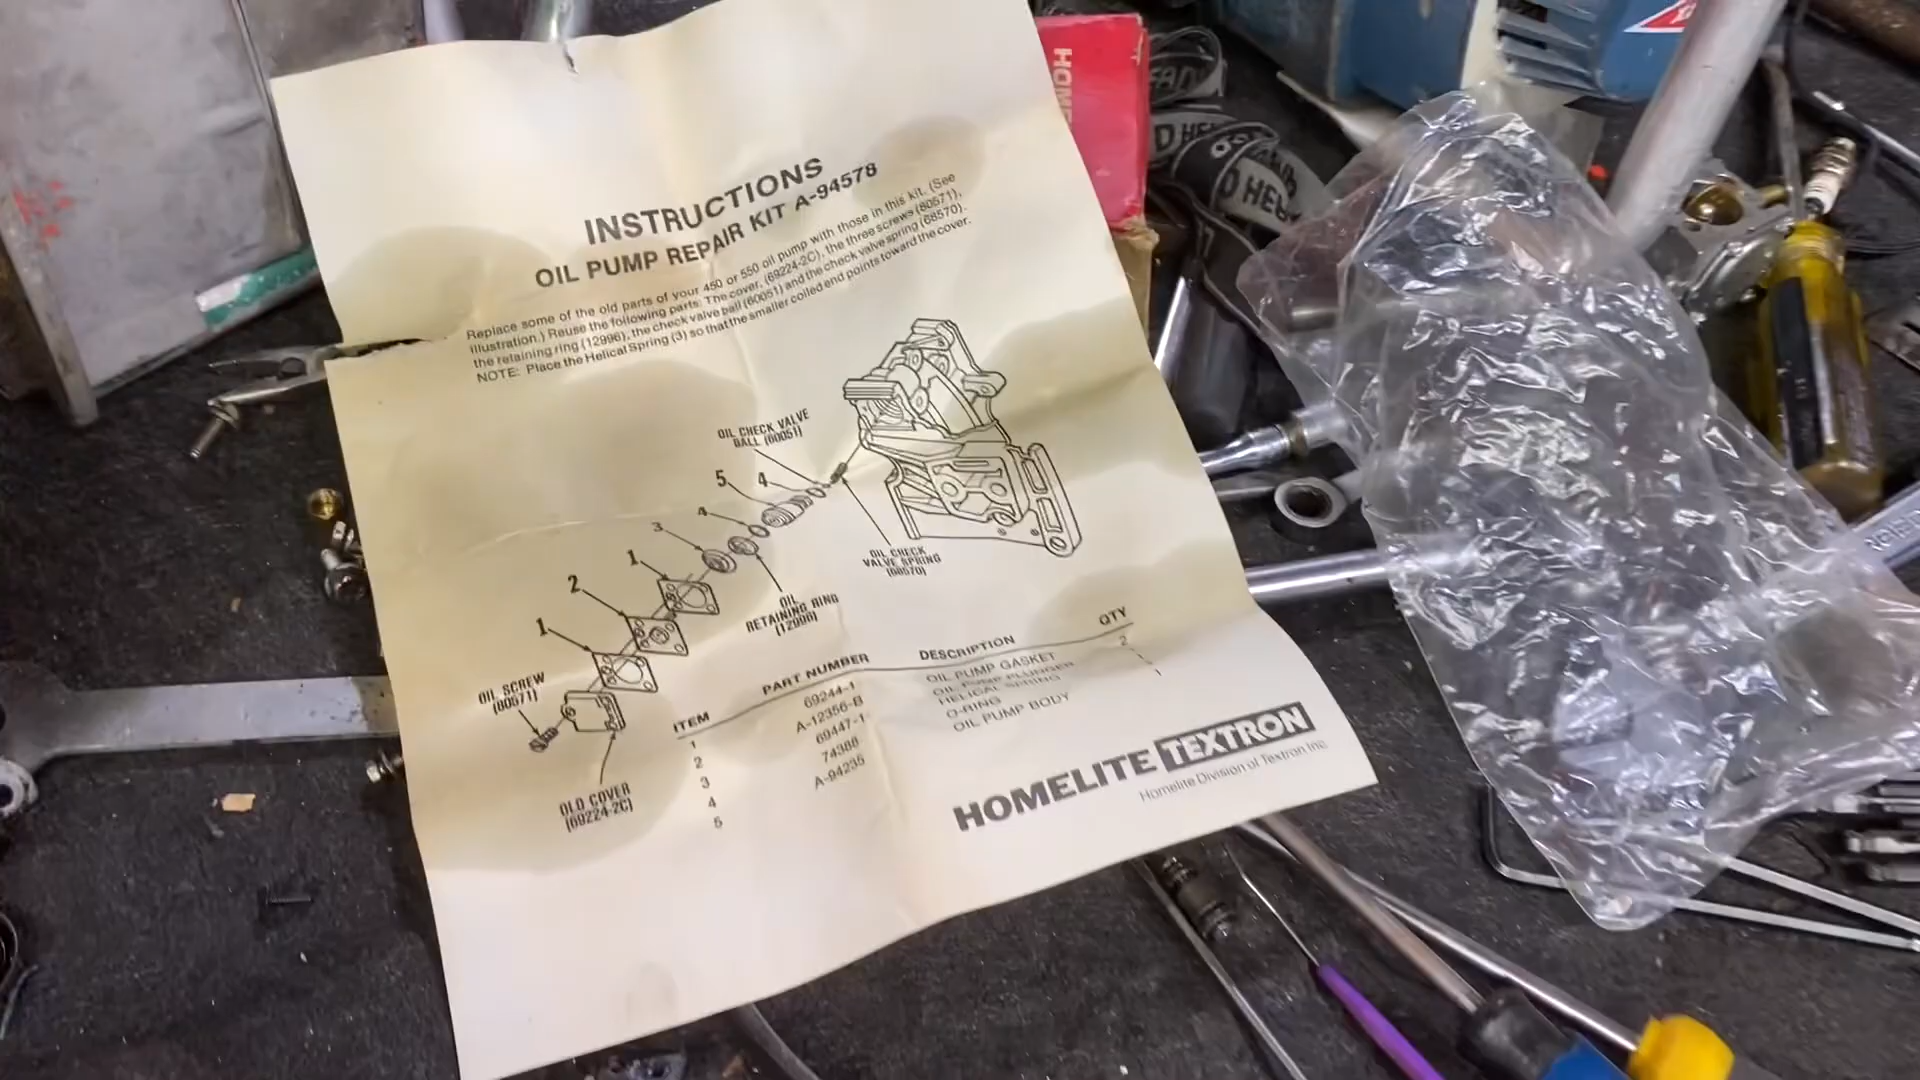 INSTRUCTIONS
OIL PUMP REPAIR KIT A-94578
Replace some of the old parts of your 450 or 550 oil pump with those in this kit. (See
illustration.) Reuse the following parts: The cover, (69224-2C), the three screws (80571),
the retaining ring (12996), the check valve ball (60051) and the check valve spring (68570).
NOTE: Place the Helical Spring (3) so that the smaller coiled end points toward the cover.
OIL CHECK VALVE
BALL (60051)
5
4
4
3
1
2
1
OIL CHECK
VALVE SPRING
(68570)
OIL
RETAINING RING
(12996)
OIL SCREW
(80571)
OLD COVER
(69224-2C)
ITEM PART NUMBER DESCRIPTION QTY
1 69244-1 OIL PUMP GASKET 2
2 A-12356-B OIL PUMP PLUNGER
3 69447-1 HELICAL SPRING
4 74388 O-RING
5 A-94235 OIL PUMP BODY 1
HOMELITE TEXTRON
Homelite Division of Textron Inc.